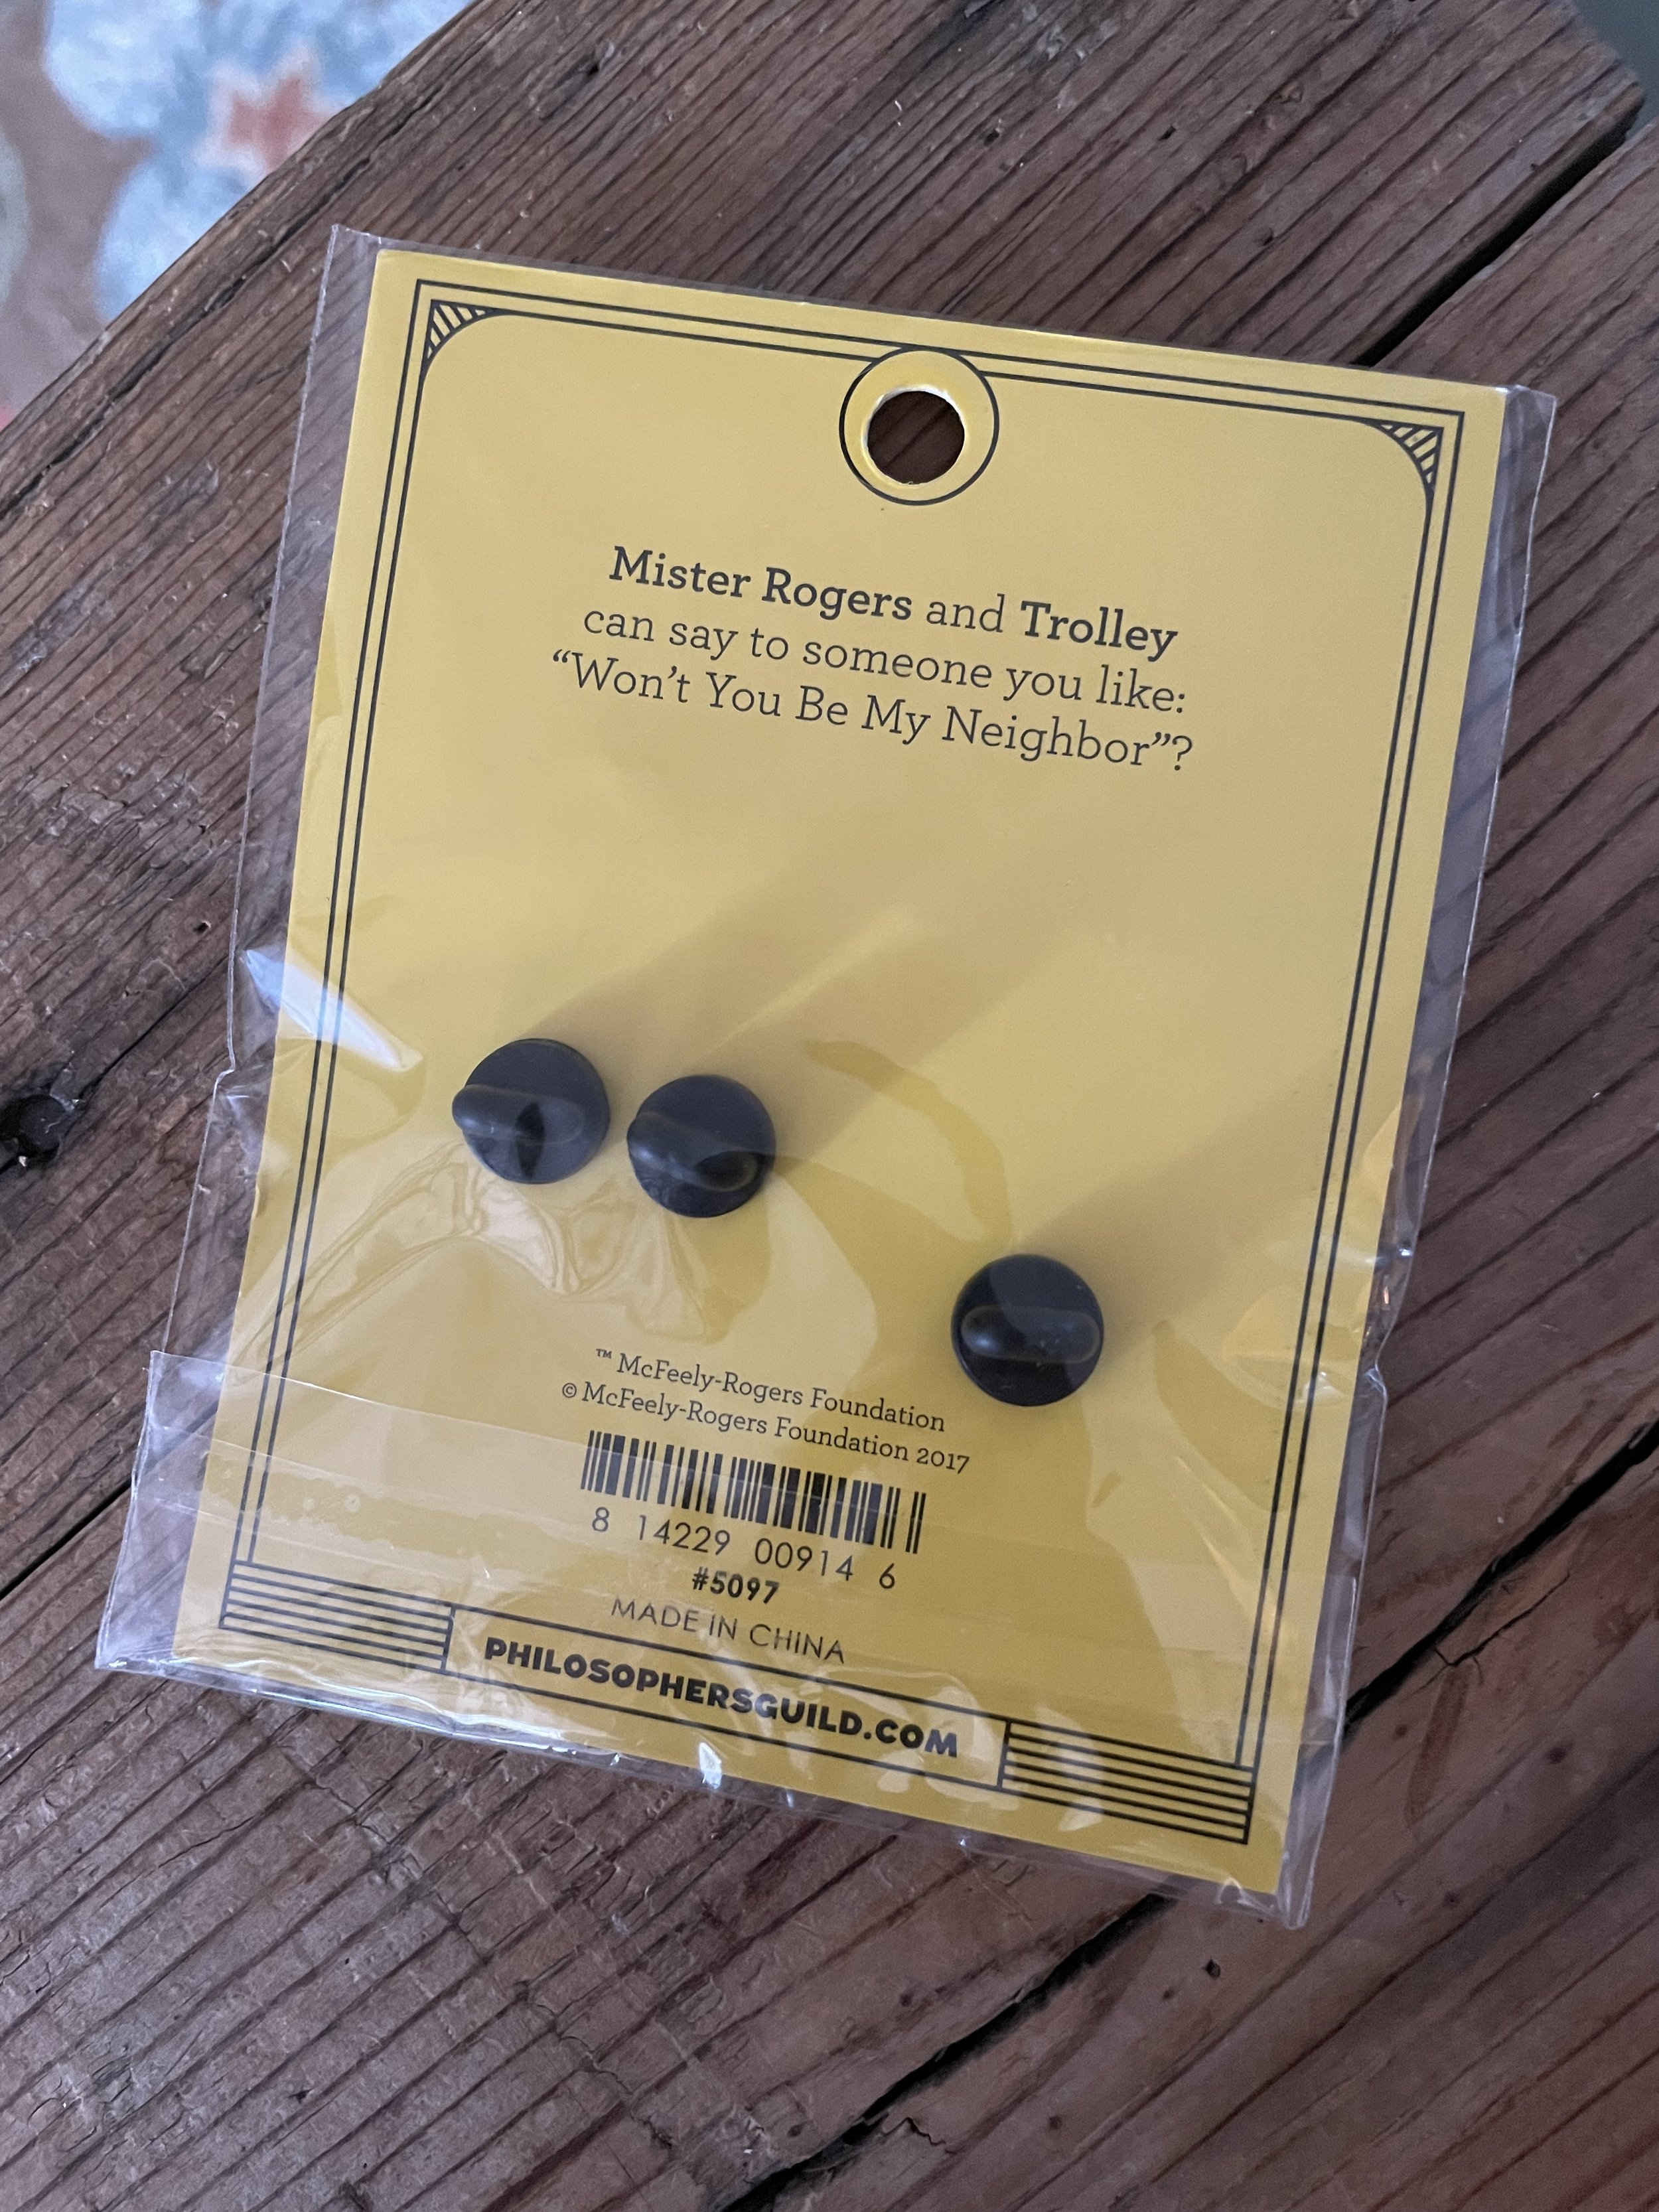 Mister Rogers and Trolley
can say to someone you like:
“Won’t You Be My Neighbor”?
™ McFeely-Rogers Foundation
© McFeely-Rogers Foundation 2017
8 14229 00914 6
#5097
MADE IN CHINA
PHILOSOPHERSGUILD.COM